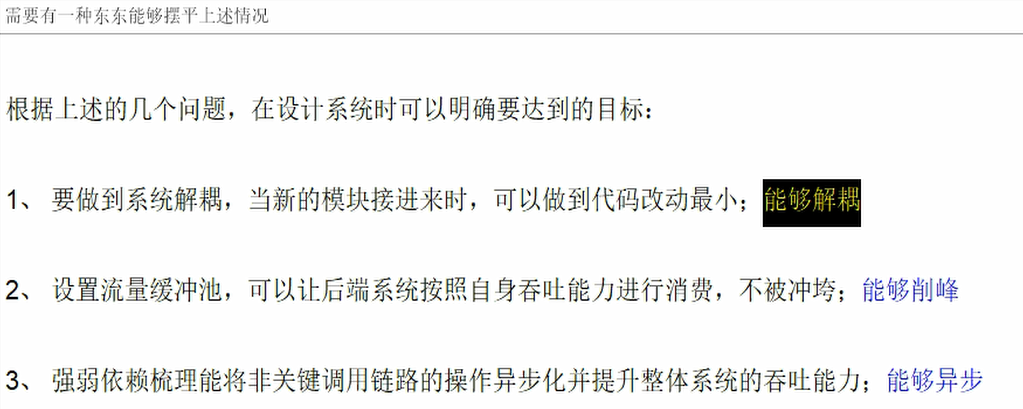 需要有一种东东能够摆平上述情况
根据上述的几个问题，在设计系统时可以明确要达到的目标：
1、 要做到系统解耦，当新的模块接进来时，可以做到代码改动最小；能够解耦
2、 设置流量缓冲池，可以让后端系统按照自身吞吐能力进行消费，不被冲垮；能够削峰
3、 强弱依赖梳理能将非关键调用链路的操作异步化并提升整体系统的吞吐能力；能够异步